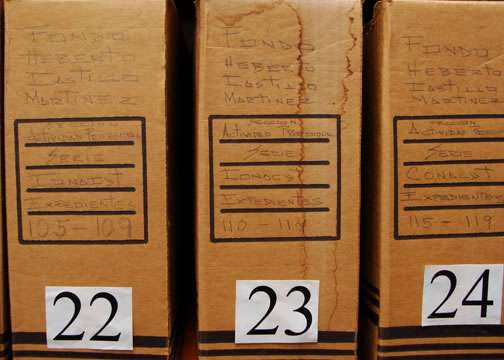 FONDO
HEBERTO
CASTILLO
MARTINEZ
SECCION
ACTIVIDAD PROFESIONAL
SERIE
CONACYT
EXPEDIENTES
105-109
22
FONDO
HEBERTO
CASTILLO
MARTINEZ
SECCION
ACTIVIDAD PROFESIONAL
SERIE
CONACYT
EXPEDIENTES
110-114
23
FONDO
HEBERTO
CASTILLO
MARTINEZ
SECCION
ACTIVIDAD
SERIE
CONACYT
EXPEDIENTES
115-119
24